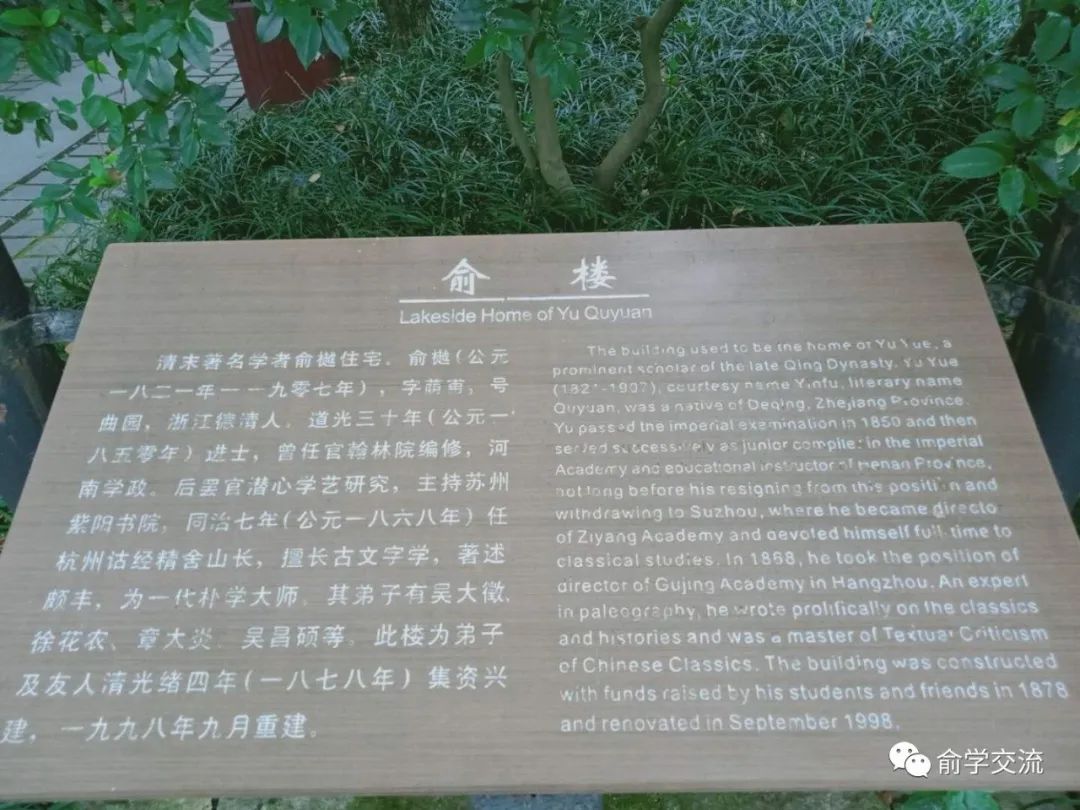 俞 楼
Lakeside Home of Yu Quyuan
清末著名学者俞樾住宅。俞樾(公元
一八二一年一一九零七年),字荫甫,号
曲园,浙江德清人。道光三十年(公元一
八五零年)进士,曾任官翰林院编修,河
南学政。后罢官潜心学艺研究,主持苏州
紫阳书院,同治七年(公元一八六八年)任
杭州诂经精舍山长,擅长古文字学,著述
颇丰,为一代朴学大师。其弟子有吴大澂、
徐花农、章太炎、吴昌硕等。此楼为弟子
及友人清光绪四年(一八七八年)集资兴
建,一九九八年九月重建。
The building used to be the home of Yu Yue, a
prominent scholar of the late Qing Dynasty. Yu Yue
(1821-1907), courtesy name Yinfu, literary name
Quyuan, was a native of Deqing, Zhejiang Province.
Yu passed the imperial examination in 1850 and then
served successively as junior compiler in the Imperial
Academy and educational instructor of Henan Province,
not long before his resigning from this position and
withdrawing to Suzhou, where he became director
of Ziyang Academy and devoted himself full time to
classical studies. In 1868, he took the position of
director of Gujing Academy in Hangzhou. An expert
in paleography, he wrote prolifically on the classics
and histories and was a master of Textual Criticism
of Chinese Classics. The building was constructed
with funds raised by his students and friends in 1878
and renovated in September 1998.
俞学交流